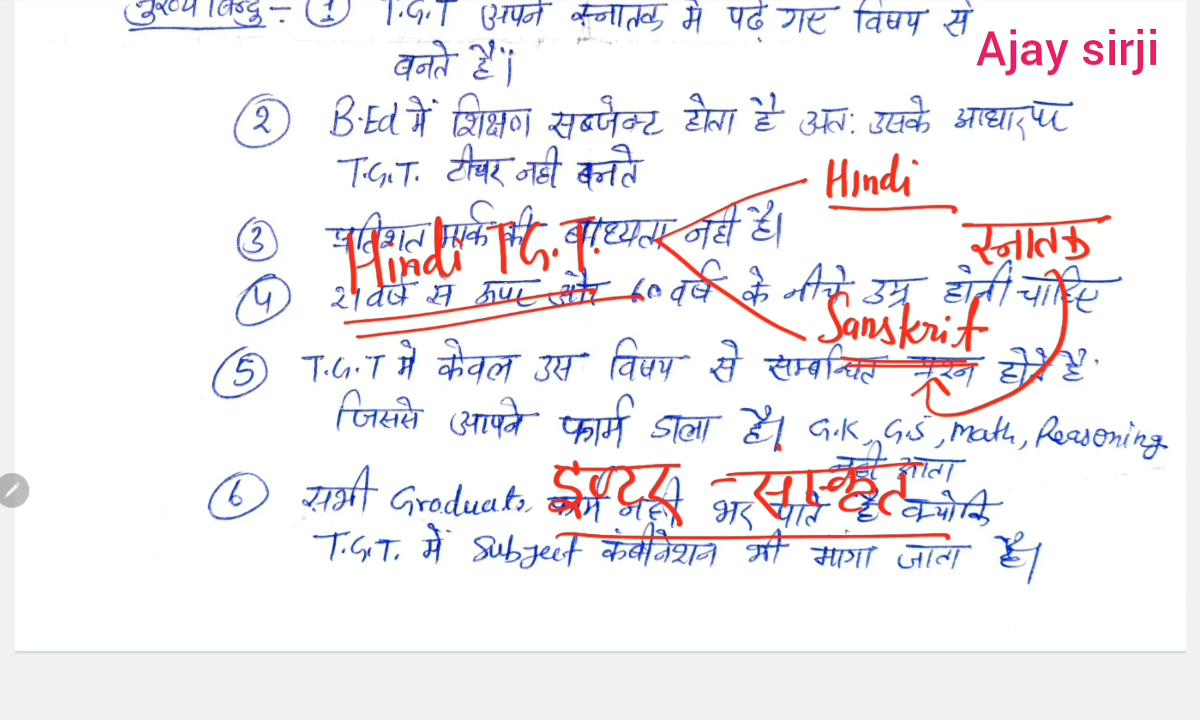 मुख्य बिन्दु :- ① T.G.T अपने स्नातक में पढ़े गए विषय से
बनते हैं।
Ajay sirji
② B.Ed में शिक्षण सब्जेक्ट होता है अतः उसके आधार पर
T.G.T. टीचर नही बनते
Hindi
③ प्रतिशत मार्क की बाध्यता नही है।
स्नातक
Hindi T.G.T.
④ 21 वर्ष से ऊपर और 60 वर्ष के नीचे उम्र होनी चाहिए
Sanskrit
⑤ T.G.T में केवल उस विषय से सम्बन्धित प्रश्न होते हैं
जिससे आपने फार्म डाला है। G.K, G.S, Math, Reasoning
नही आता
इण्टर - संस्कृत
⑥ सभी Graduate फार्म नही भर पाते है क्योकि
T.G.T. में Subject कंबीनेशन भी मांगा जाता है।